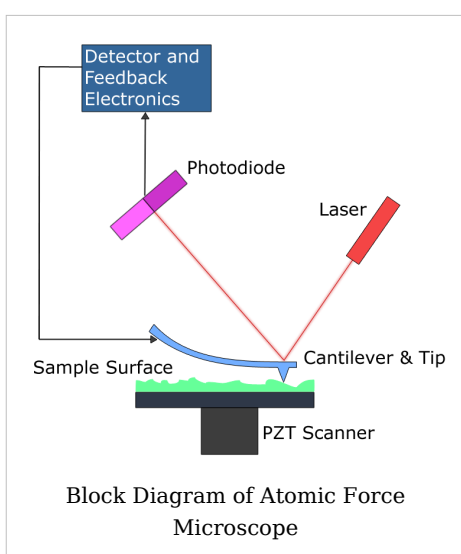 Detector and
Feedback
Electronics
Photodiode
Laser
Cantilever & Tip
Sample Surface
PZT Scanner
Block Diagram of Atomic Force
Microscope